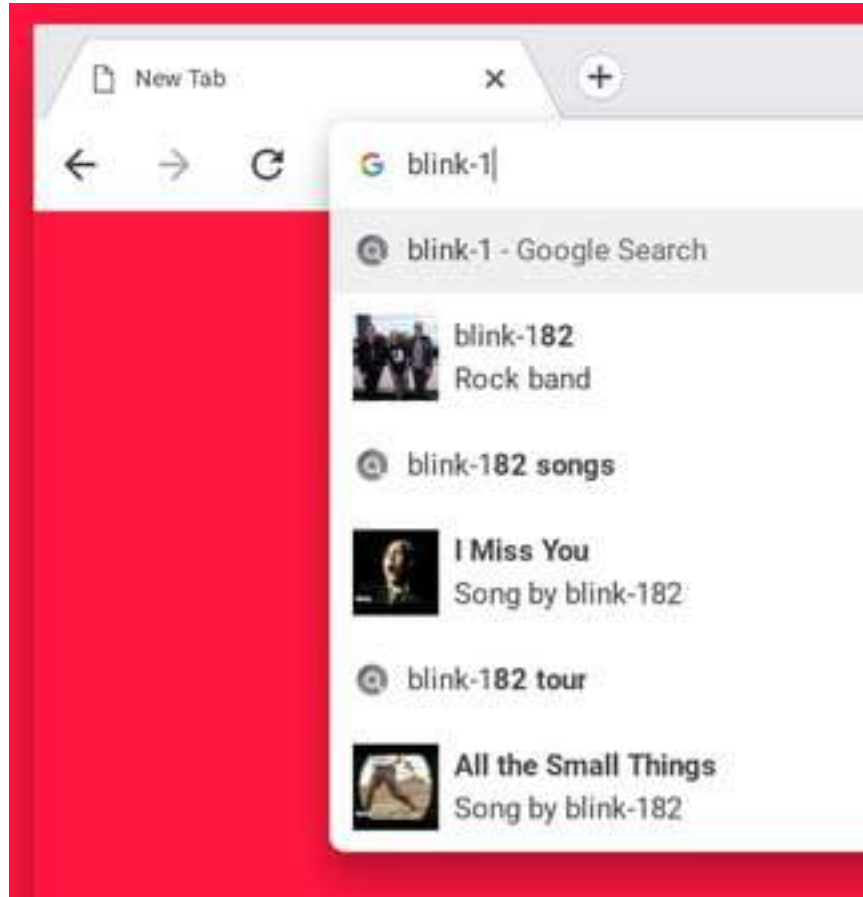 New Tab
blink-1
blink-1 - Google Search
blink-182
Rock band
blink-182 songs
I Miss You
Song by blink-182
blink-182 tour
All the Small Things
Song by blink-182